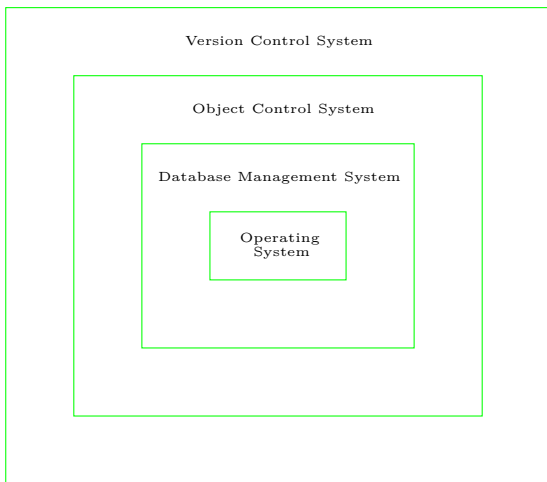 Version Control System
Object Control System
Database Management System
Operating
System